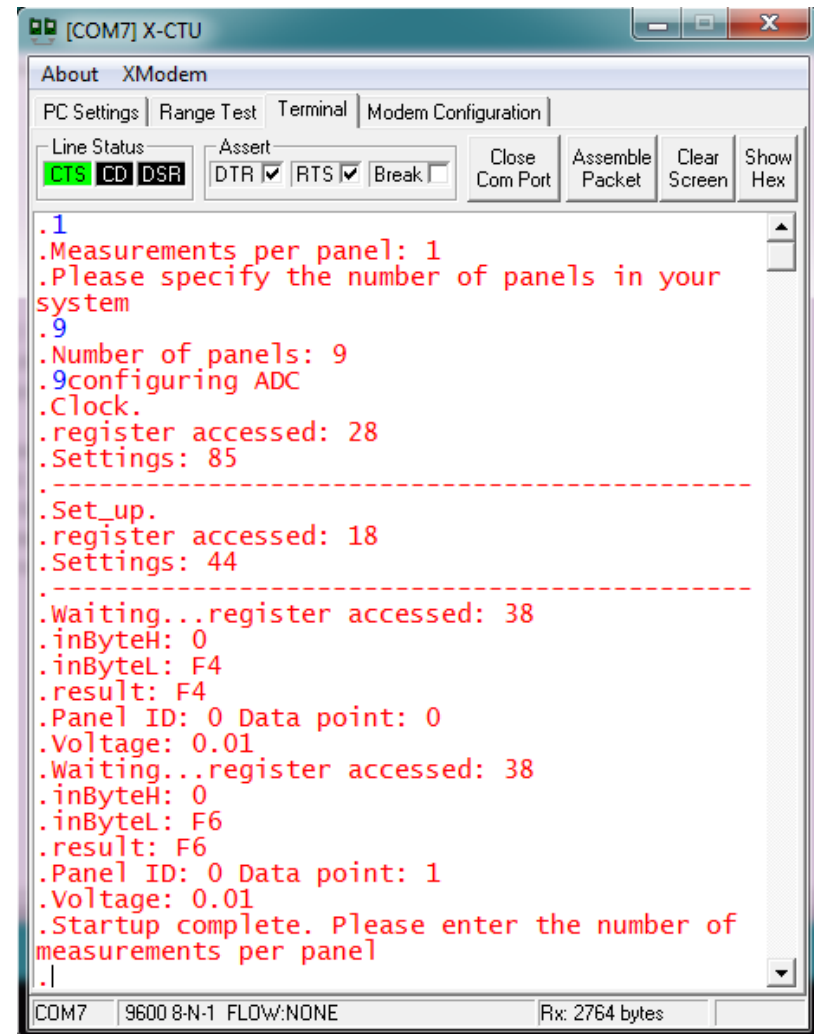 [COM7] X-CTU
About XModem
PC Settings Range Test Terminal Modem Configuration
Line Status
CTS CD DSR
Assert
DTR RTS Break
Close Com Port
Assemble Packet
Clear Screen
Show Hex
.1
.Measurements per panel: 1
.Please specify the number of panels in your
system
.9
.Number of panels: 9
.9configuring ADC
.Clock.
.register accessed: 28
.Settings: 85
.--------------------------------------------
.Set_up.
.register accessed: 18
.Settings: 44
.--------------------------------------------
.Waiting...register accessed: 38
.inByteH: 0
.inByteL: F4
.result: F4
.Panel ID: 0 Data point: 0
.Voltage: 0.01
.Waiting...register accessed: 38
.inByteH: 0
.inByteL: F6
.result: F6
.Panel ID: 0 Data point: 1
.Voltage: 0.01
.Startup complete. Please enter the number of
measurements per panel
.
COM7 9600 8-N-1 FLOW:NONE Rx: 2764 bytes